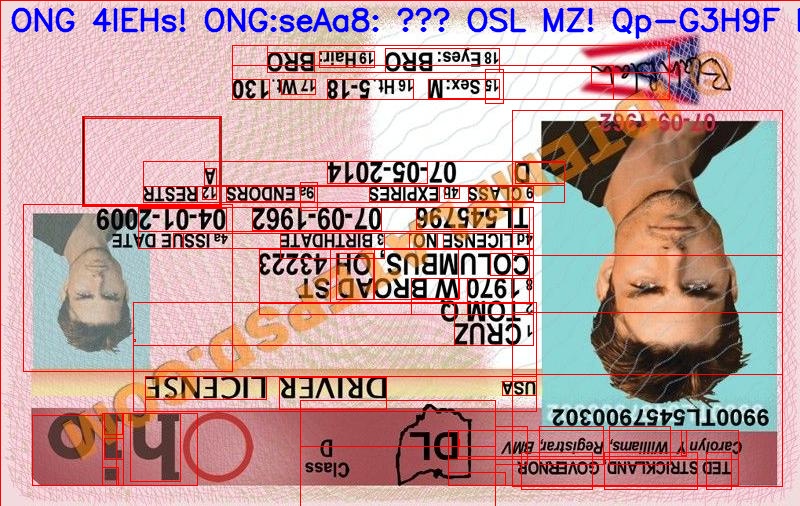 ONG 4IEHs! ONG:seAa8: ??? OSL MZ! Qp-G3H9F
Ohio
Class
D
DL
TED STRICKLAND, GOVERNOR
Carolyn Y Williams, Registrar, BMV
9900TL5457900302
DRIVER LICENSE
USA
1 CRUZ
2 TOM Q
8 1970 W BROAD ST
COLUMBUS, OH 43223
4d LICENSE NO 3 BIRTHDATE 4a ISSUE DATE
TL545796 07-09-1962 04-01-2009
9 CLASS 4b EXPIRES 9a ENDORS 12 RESTR
D 07-05-2014 A
07-09-1962
15 Sex: M 16 Ht. 5-18 17 Wt. 130
18 Eyes: BRO 19 Hair: BRO